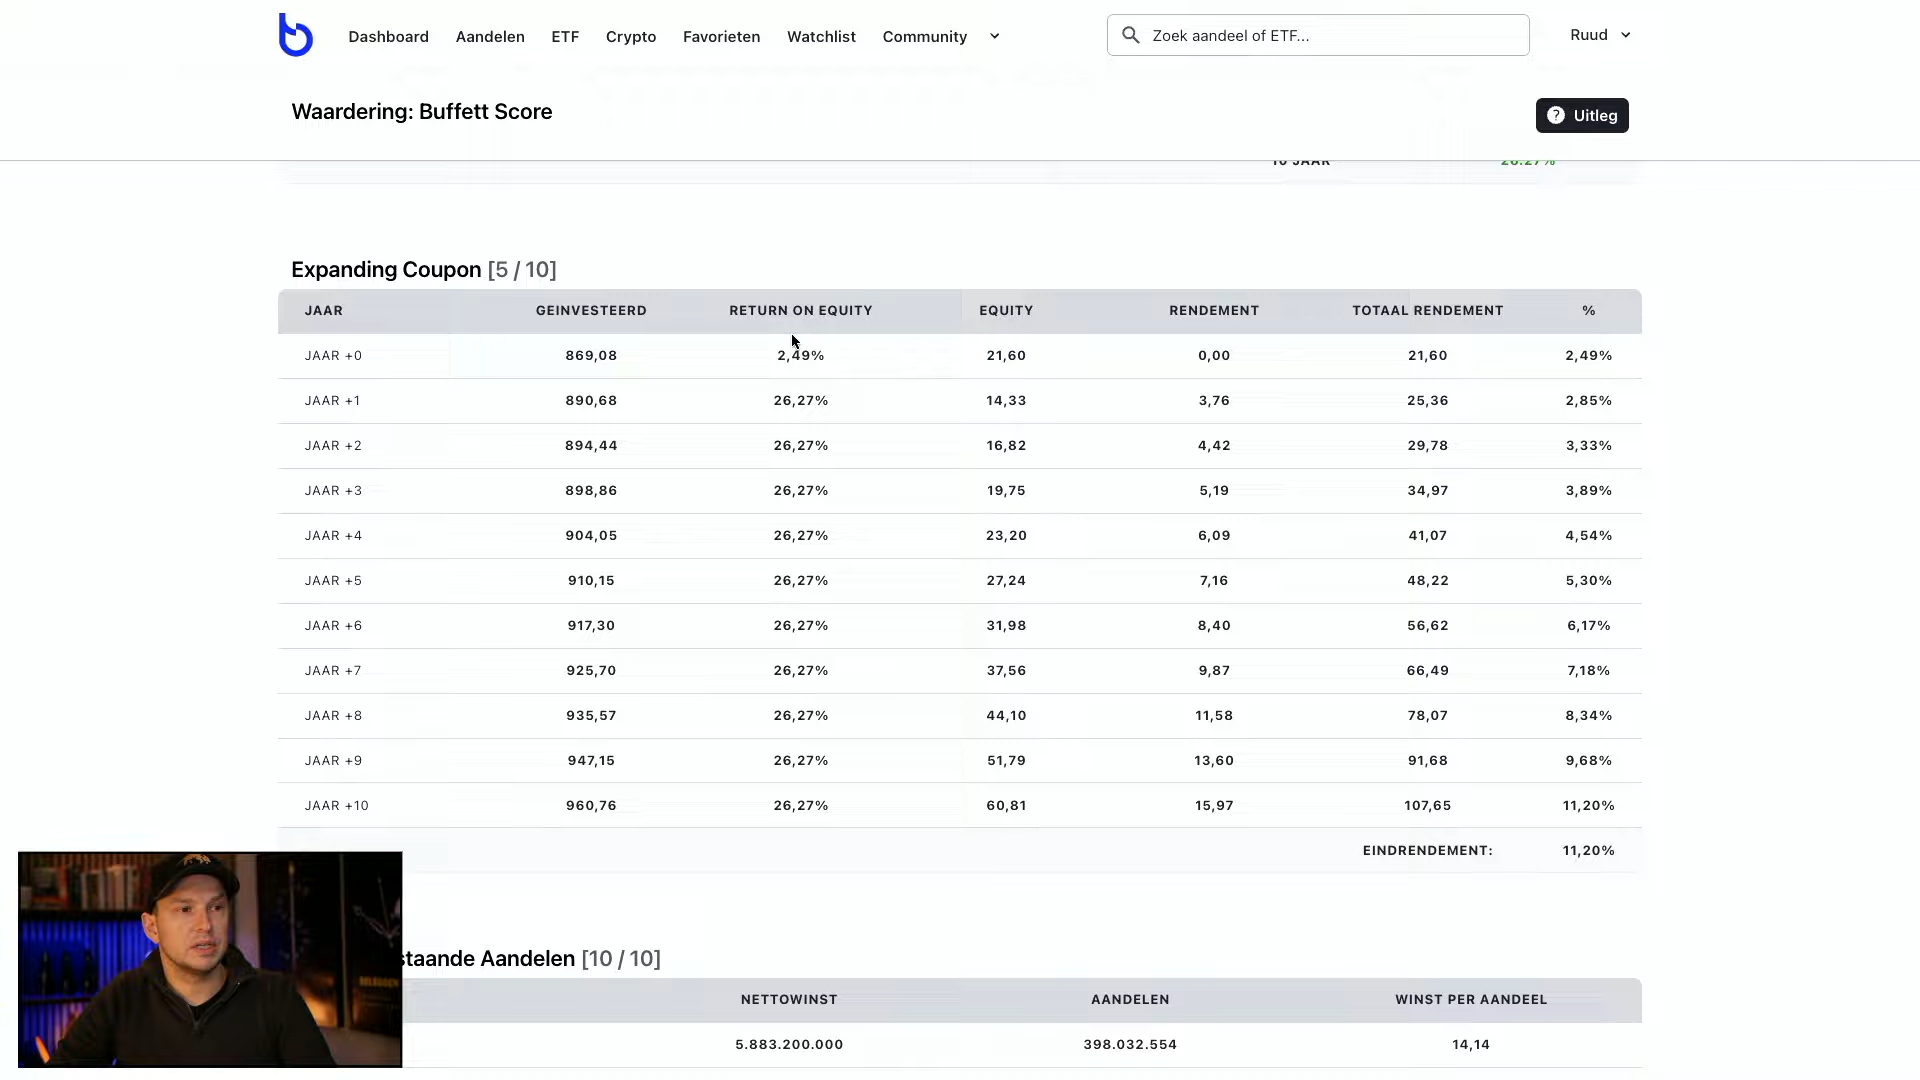 Dashboard Aandelen ETF Crypto Favorieten Watchlist Community
Zoek aandeel of ETF...
Ruud
Waardering: Buffett Score
Uitleg
10 JAAR 26.27%
Expanding Coupon [5 / 10]
JAAR GEINVESTEERD RETURN ON EQUITY EQUITY RENDEMENT TOTAAL RENDEMENT %
JAAR +0 869,08 2,49% 21,60 0,00 21,60 2,49%
JAAR +1 890,68 26,27% 14,33 3,76 25,36 2,85%
JAAR +2 894,44 26,27% 16,82 4,42 29,78 3,33%
JAAR +3 898,86 26,27% 19,75 5,19 34,97 3,89%
JAAR +4 904,05 26,27% 23,20 6,09 41,07 4,54%
JAAR +5 910,15 26,27% 27,24 7,16 48,22 5,30%
JAAR +6 917,30 26,27% 31,98 8,40 56,62 6,17%
JAAR +7 925,70 26,27% 37,56 9,87 66,49 7,18%
JAAR +8 935,57 26,27% 44,10 11,58 78,07 8,34%
JAAR +9 947,15 26,27% 51,79 13,60 91,68 9,68%
JAAR +10 960,76 26,27% 60,81 15,97 107,65 11,20%
EINDRENDEMENT: 11,20%
staande Aandelen [10 / 10]
NETTOWINST AANDELEN WINST PER AANDEEL
5.883.200.000 398.032.554 14,14